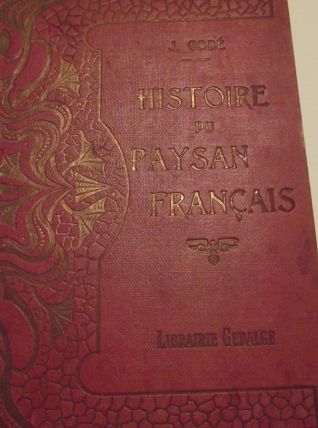 J. GODÉ
HISTOIRE
DU
PAYSAN
FRANÇAIS
LIBRAIRIE GEDALGE